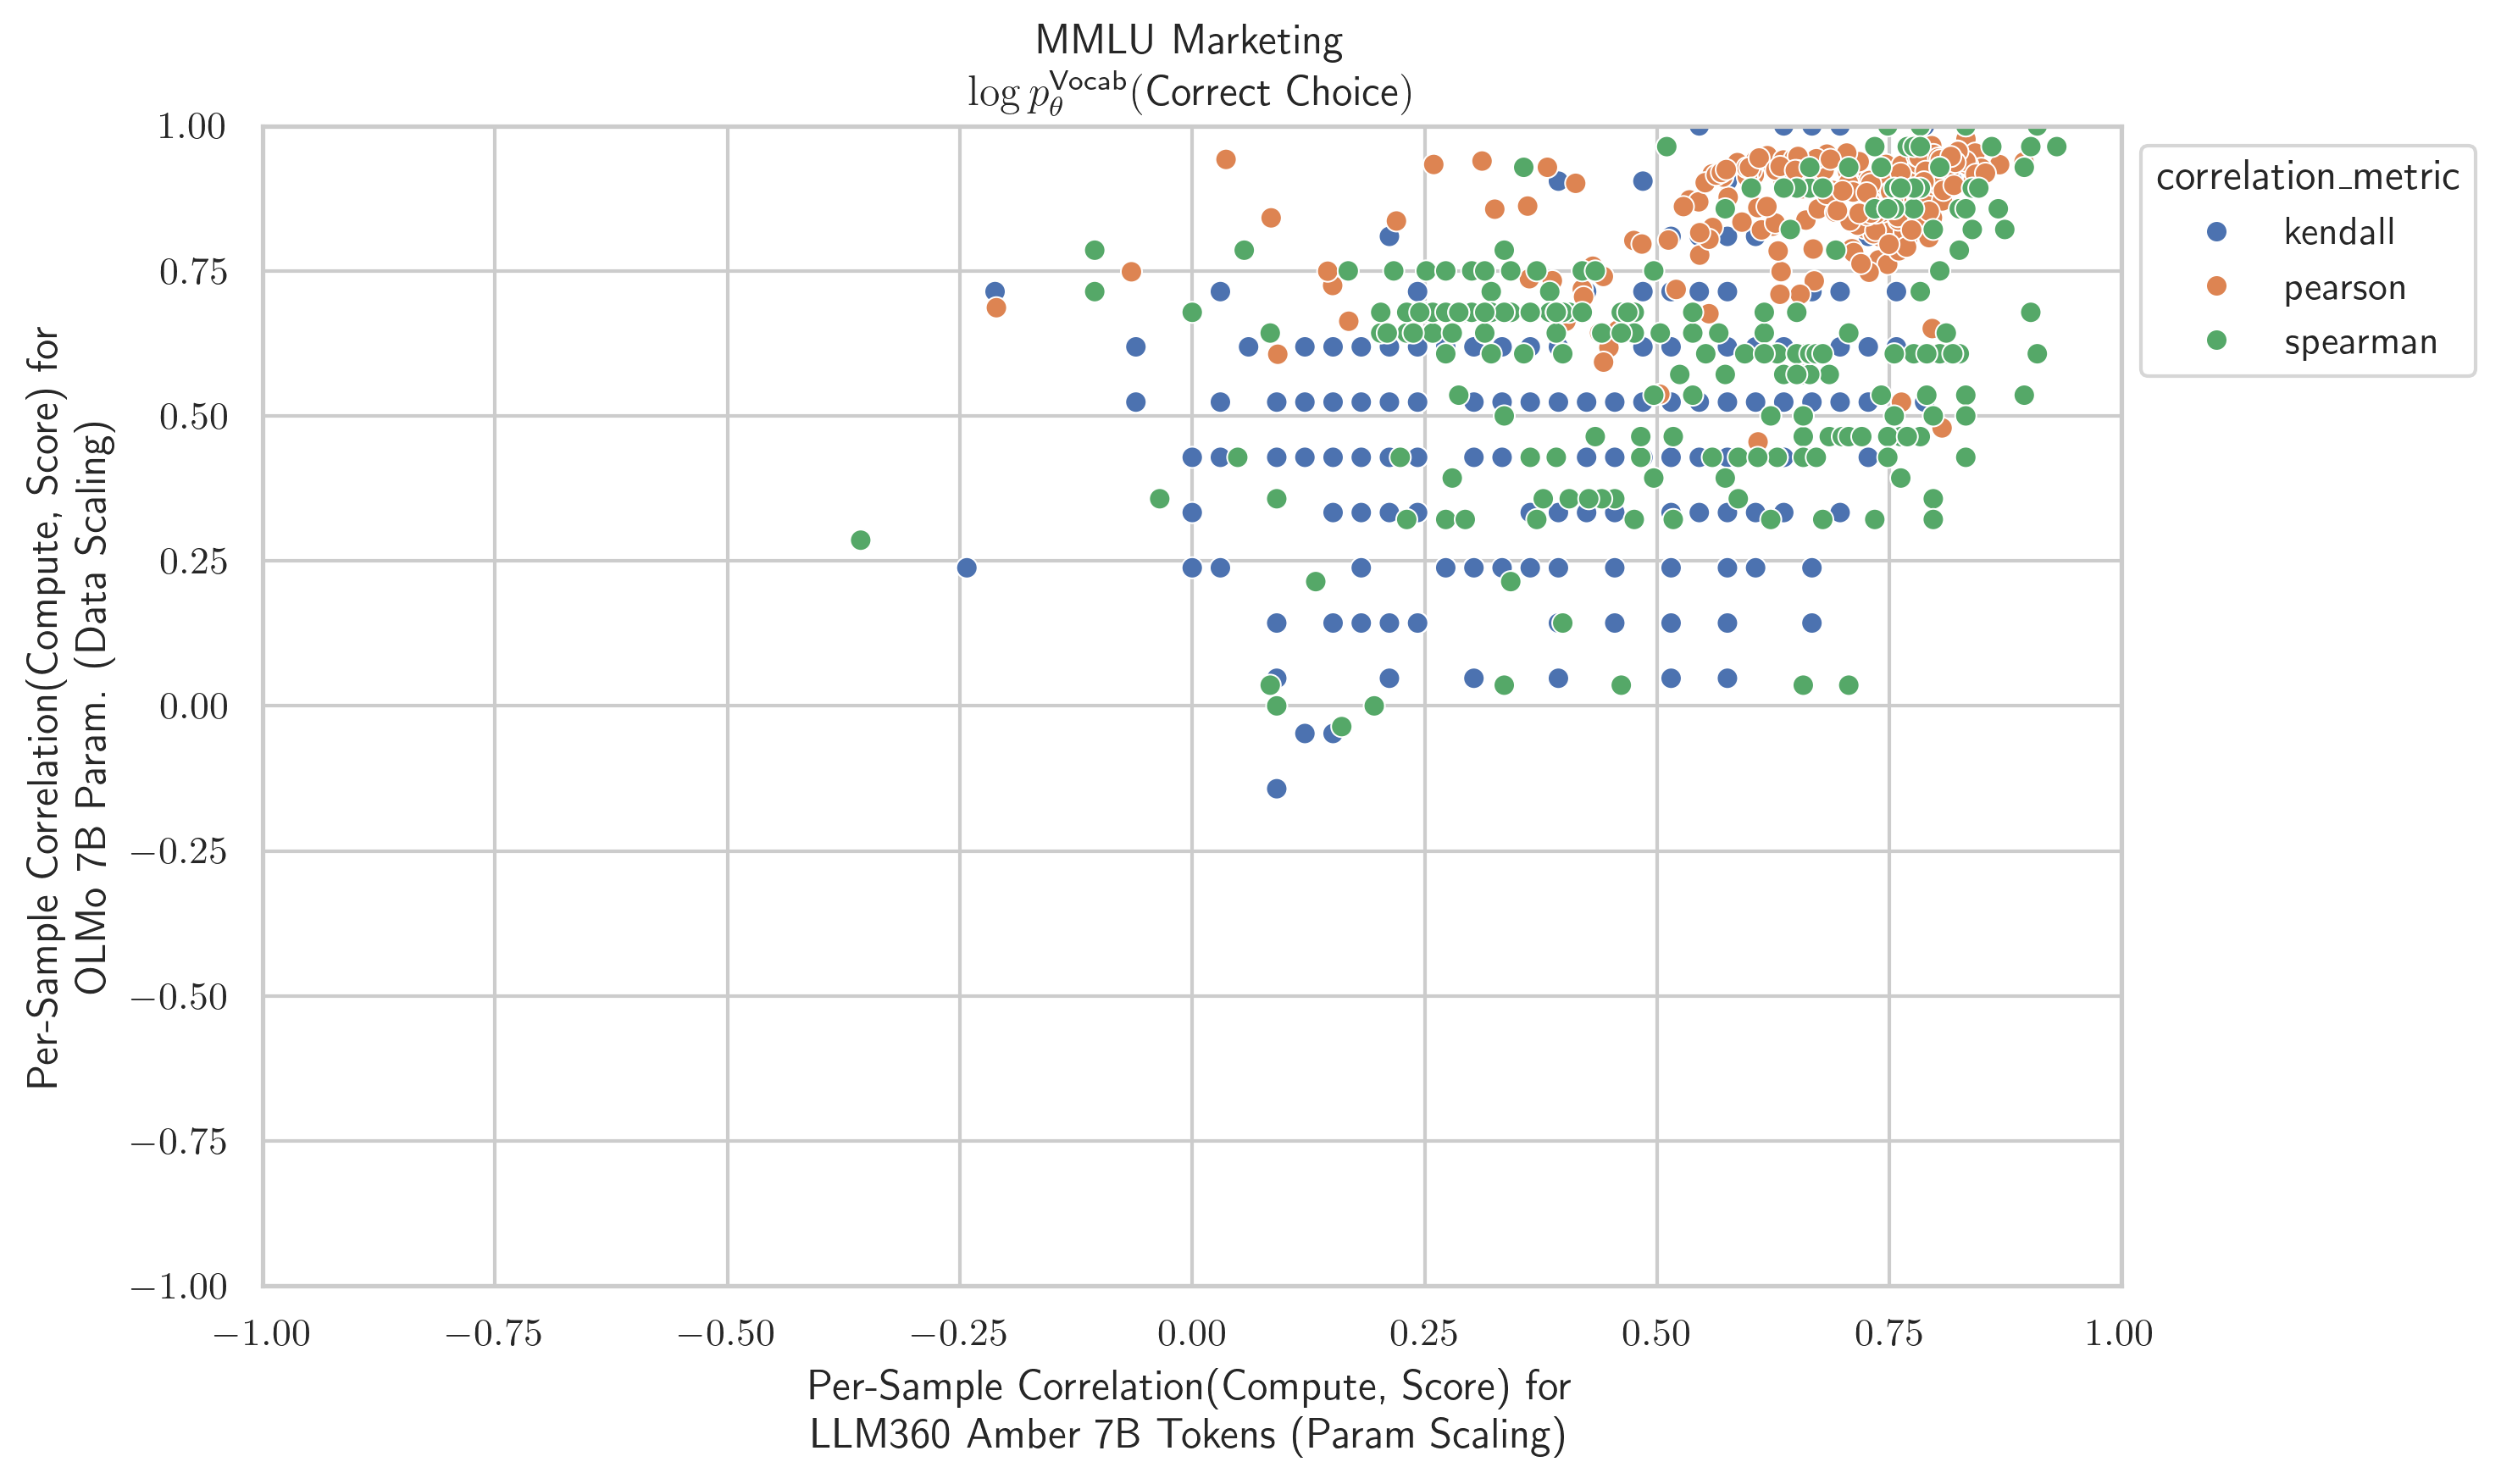 MMLU Marketing
log p_θ^Vocab(Correct Choice)
Per-Sample Correlation(Compute, Score) for
OLMo 7B Param. (Data Scaling)
1.00
0.75
0.50
0.25
0.00
−0.25
−0.50
−0.75
−1.00
−1.00 −0.75 −0.50 −0.25 0.00 0.25 0.50 0.75 1.00
Per-Sample Correlation(Compute, Score) for
LLM360 Amber 7B Tokens (Param Scaling)
correlation_metric
kendall
pearson
spearman